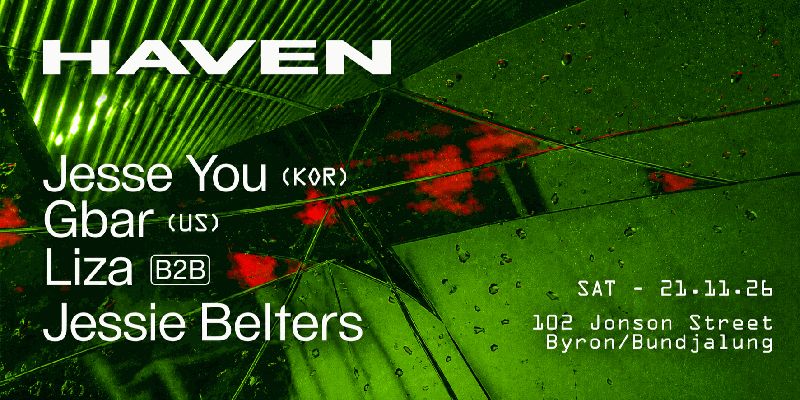 HAVEN
Jesse You (KOR)
Gbar (US)
Liza B2B
Jessie Belters
SAT - 21.11.26
102 Jonson Street
Byron/Bundjalung